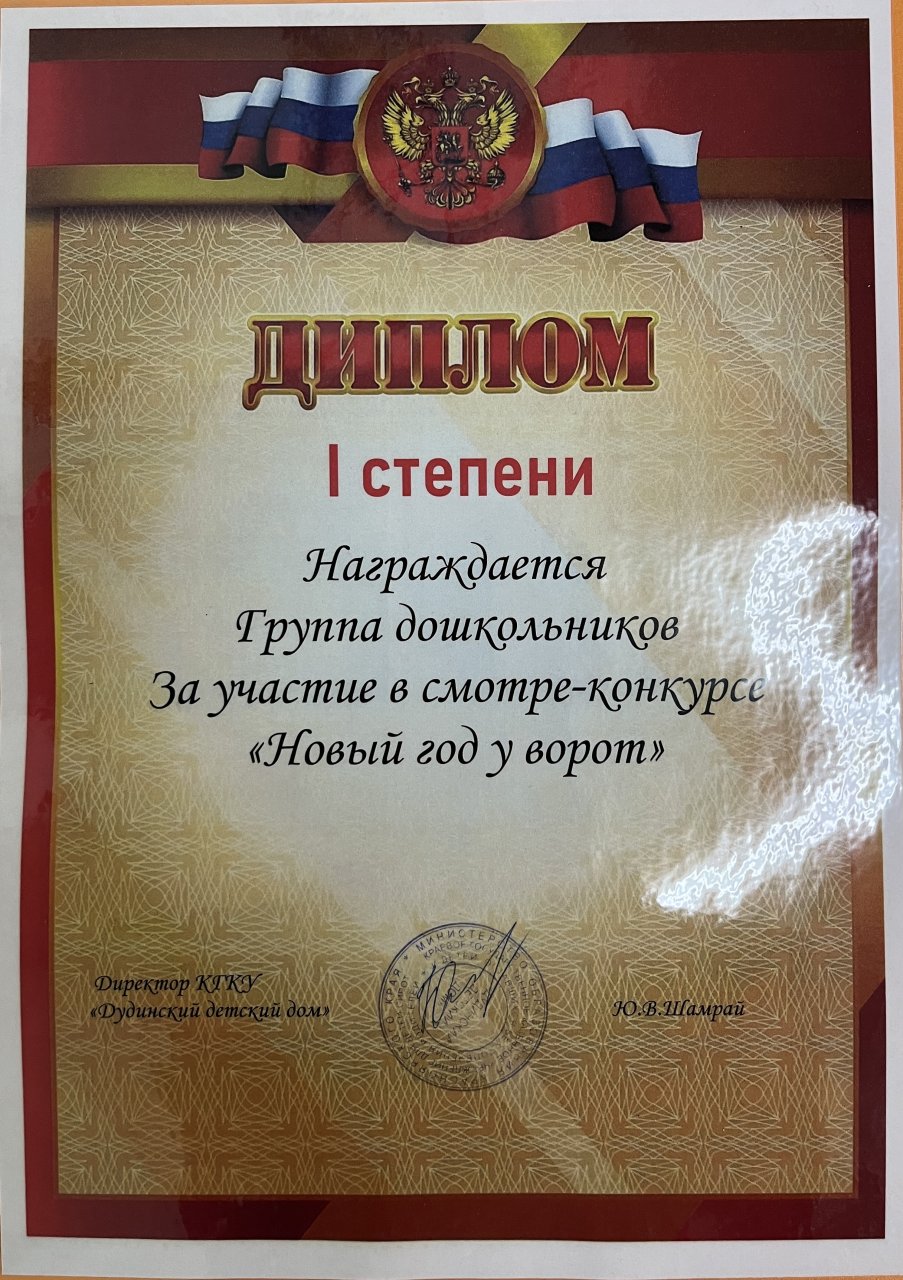 ДИПЛОМ
I степени
Награждается
Группа дошкольников
За участие в смотре-конкурсе
«Новый год у ворот»
Директор КГКУ
«Дудинский детский дом»
Ю.В.Шамрай